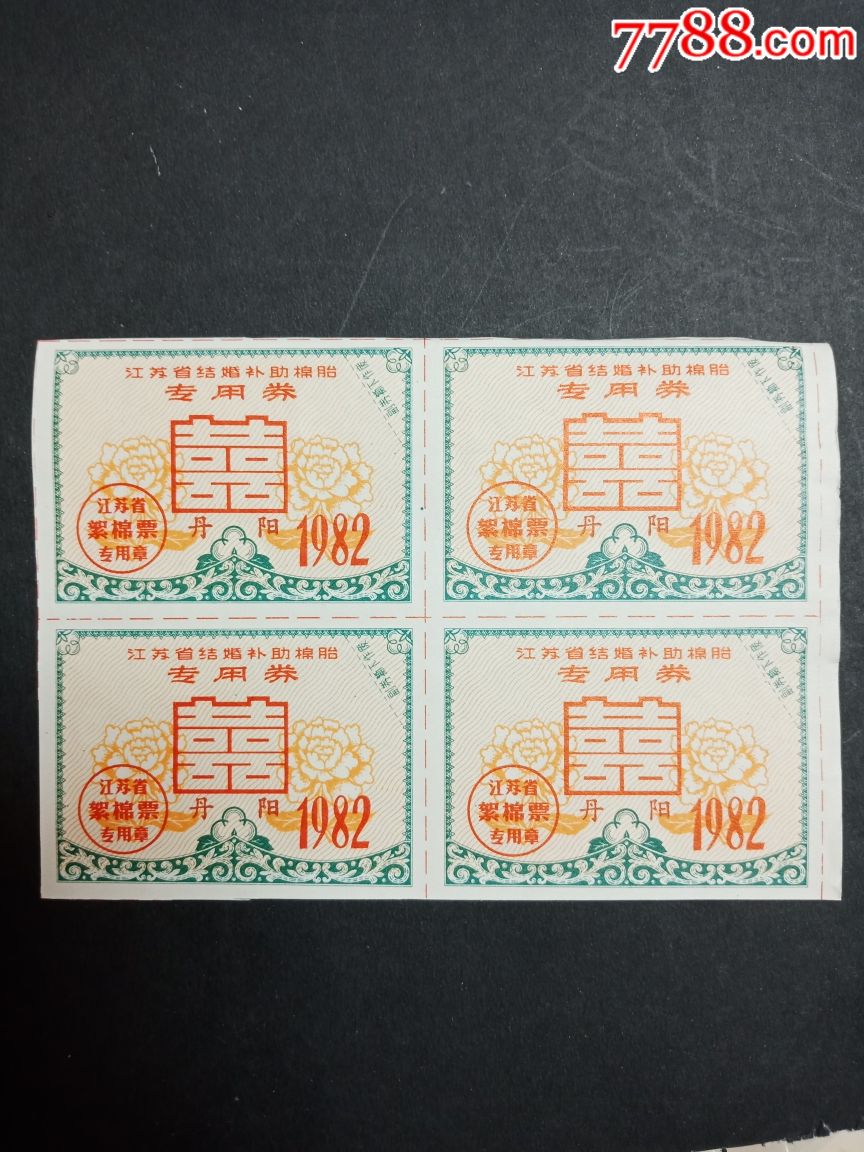 7788.com
江苏省结婚补助棉胎
专用券
囍
江苏省
絮棉票
专用章
丹阳
1982
江苏省结婚补助棉胎
专用券
囍
江苏省
絮棉票
专用章
丹阳
1982
江苏省结婚补助棉胎
专用券
囍
江苏省
絮棉票
专用章
丹阳
1982
江苏省结婚补助棉胎
专用券
囍
江苏省
絮棉票
专用章
丹阳
1982